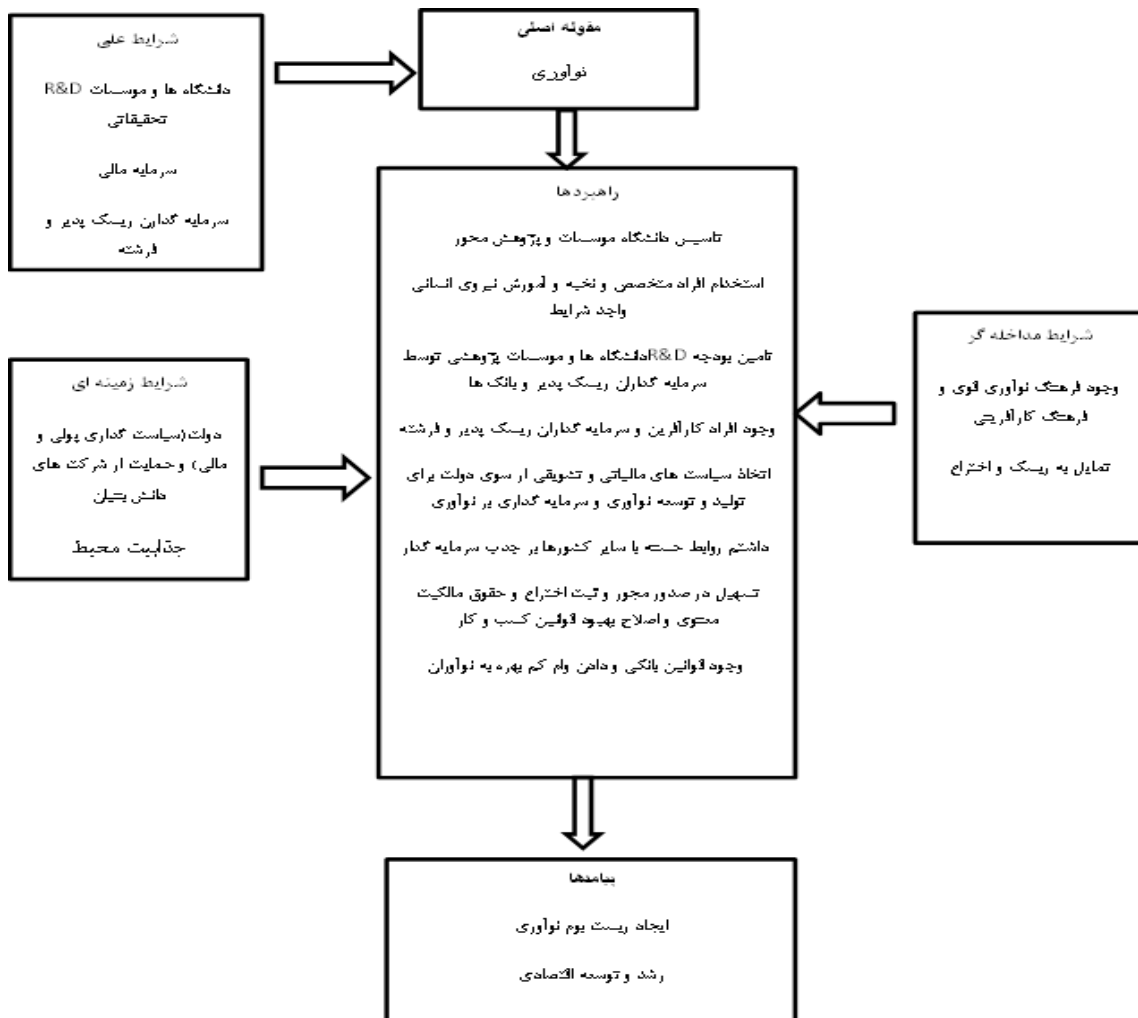 شرایط علی
دانشگاه ها و موسسات R&D
تحقیقاتی
سرمایه مالی
سرمایه گذارن ریسک پذیر و
فرشته
مقوله اصلی
نوآوری
راهبردها
تاسیس دانشگاه موسسات و پژوهش محور
استخدام افراد متخصص و نخبه و آموزش نیروی انسانی
واجد شرایط
تامین بودجه R&Dدانشگاه ها و موسسات پژوهشی توسط
سرمایه گذاران ریسک پذیر و بانک ها
وجود افراد کارآفرین و سرمایه گذاران ریسک پذیر و فرشته
اتخاذ سیاست های مالیاتی و تشویقی از سوی دولت برای
تولید و توسعه نوآوری و سرمایه گذاری بر نوآوری
داشتم روابط حسنه با سایر کشورها بر جذب سرمایه گذار
تسهیل در صدور مجوز و ثبت اختراع و حقوق مالکیت
معنوی و اصلاح بهبود قوانین کسب و کار
وجود قوانین بانکی و دادن وام کم بهره به نوآوران
شرایط مداخله گر
وجود فرهنگ نوآوری قوی و
فرهنگ کارآفرینی
تمایل به ریسک و اختراع
شرایط زمینه ای
دولت(سیاست گذاری پولی و
مالی) و حمایت از شرکت های
دانش بنیان
جذابیت محیط
پیامدها
ایجاد زیست بوم نوآوری
رشد و توسعه اقتصادی